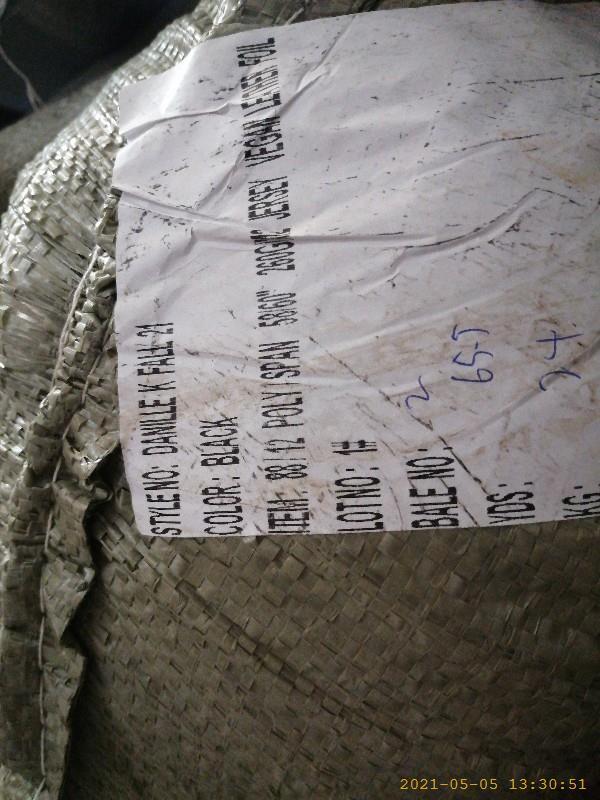 STYLE NO: DANILLE K FALL 21
COLOR: BLACK
ITEM: 88/12 POLY/SPAN 58/60" 260GM2 JERSEY VEGAN LEATHER FOIL
LOT NO: 1#
BALE NO: 2
YDS: 65.5
KG: 24
2021-05-05 13:30:51